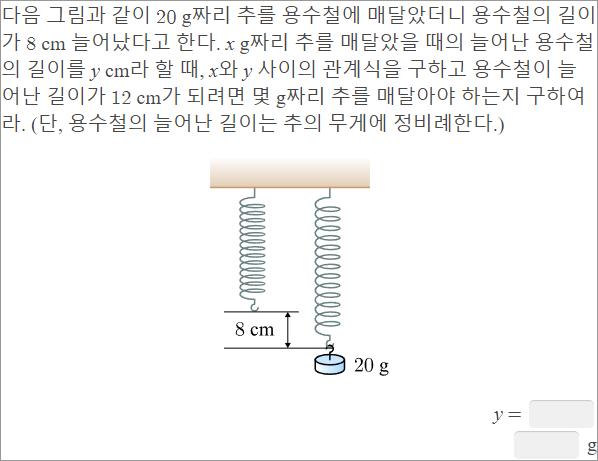 다음 그림과 같이 20 g짜리 추를 용수철에 매달았더니 용수철의 길이
가 8 cm 늘어났다고 한다. x g짜리 추를 매달았을 때의 늘어난 용수철
의 길이를 y cm라 할 때, x와 y 사이의 관계식을 구하고 용수철이 늘
어난 길이가 12 cm가 되려면 몇 g짜리 추를 매달아야 하는지 구하여
라. (단, 용수철의 늘어난 길이는 추의 무게에 정비례한다.)
8 cm
20 g
y =
g